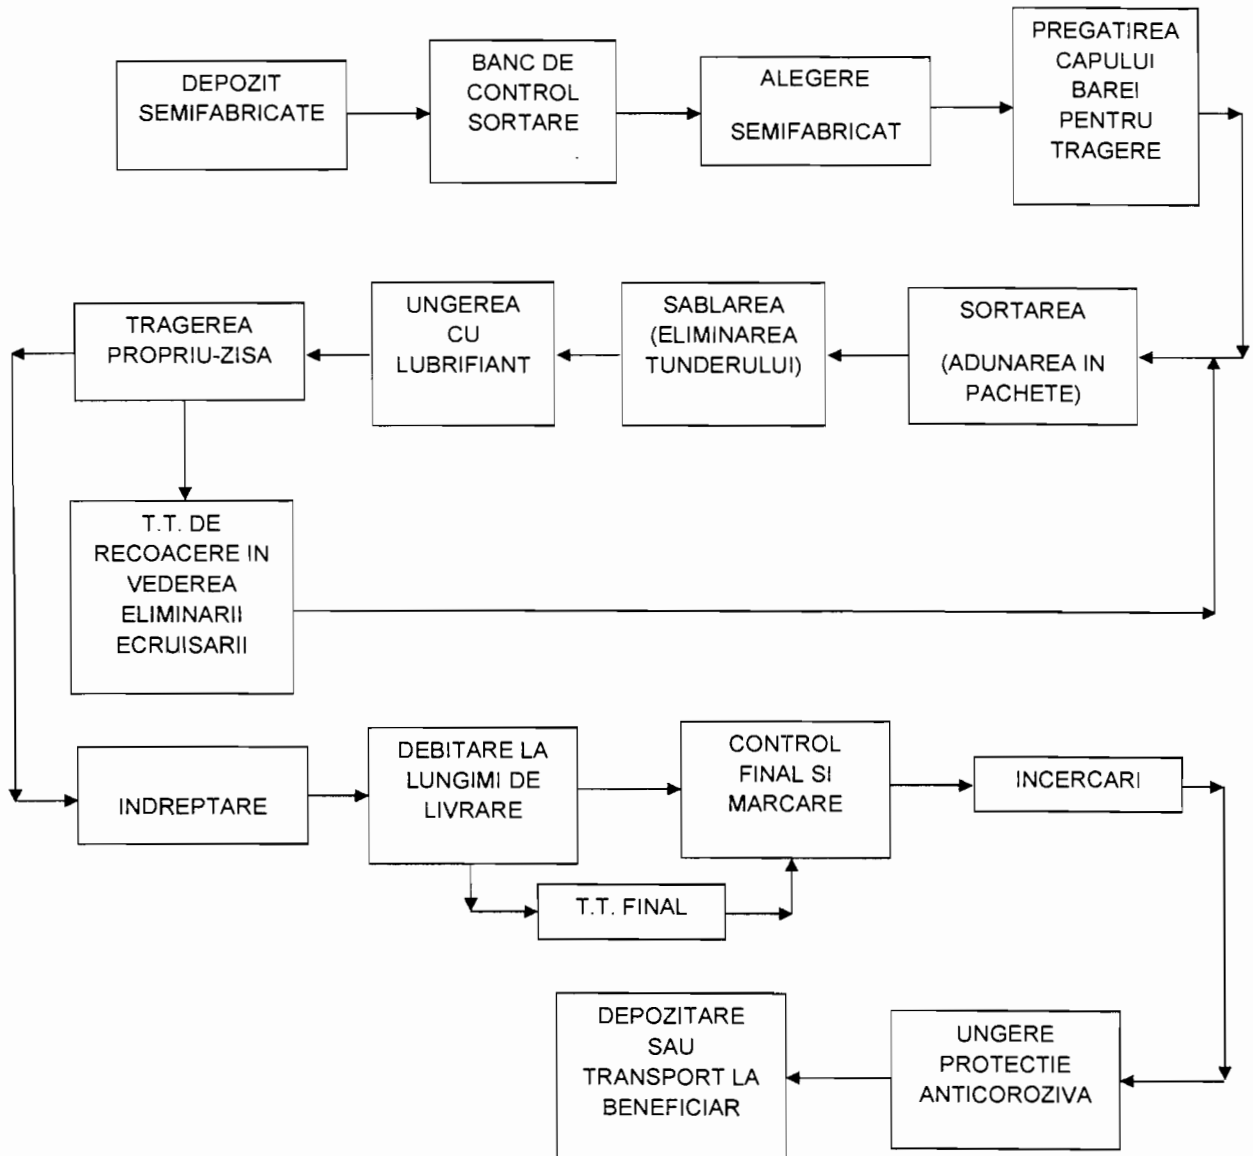 DEPOZIT
SEMIFABRICATE
BANC DE
CONTROL
SORTARE
ALEGERE
SEMIFABRICAT
PREGATIREA
CAPULUI
BAREI
PENTRU
TRAGERE
TRAGEREA
PROPRIU-ZISA
UNGEREA
CU
LUBRIFIANT
SABLAREA
(ELIMINAREA
TUNDERULUI)
SORTAREA
(ADUNAREA IN
PACHETE)
T.T. DE
RECOACERE IN
VEDEREA
ELIMINARII
ECRUISARII
INDREPTARE
DEBITARE LA
LUNGIMI DE
LIVRARE
CONTROL
FINAL SI
MARCARE
INCERCARI
T.T. FINAL
DEPOZITARE
SAU
TRANSPORT LA
BENEFICIAR
UNGERE
PROTECTIE
ANTICOROZIVA